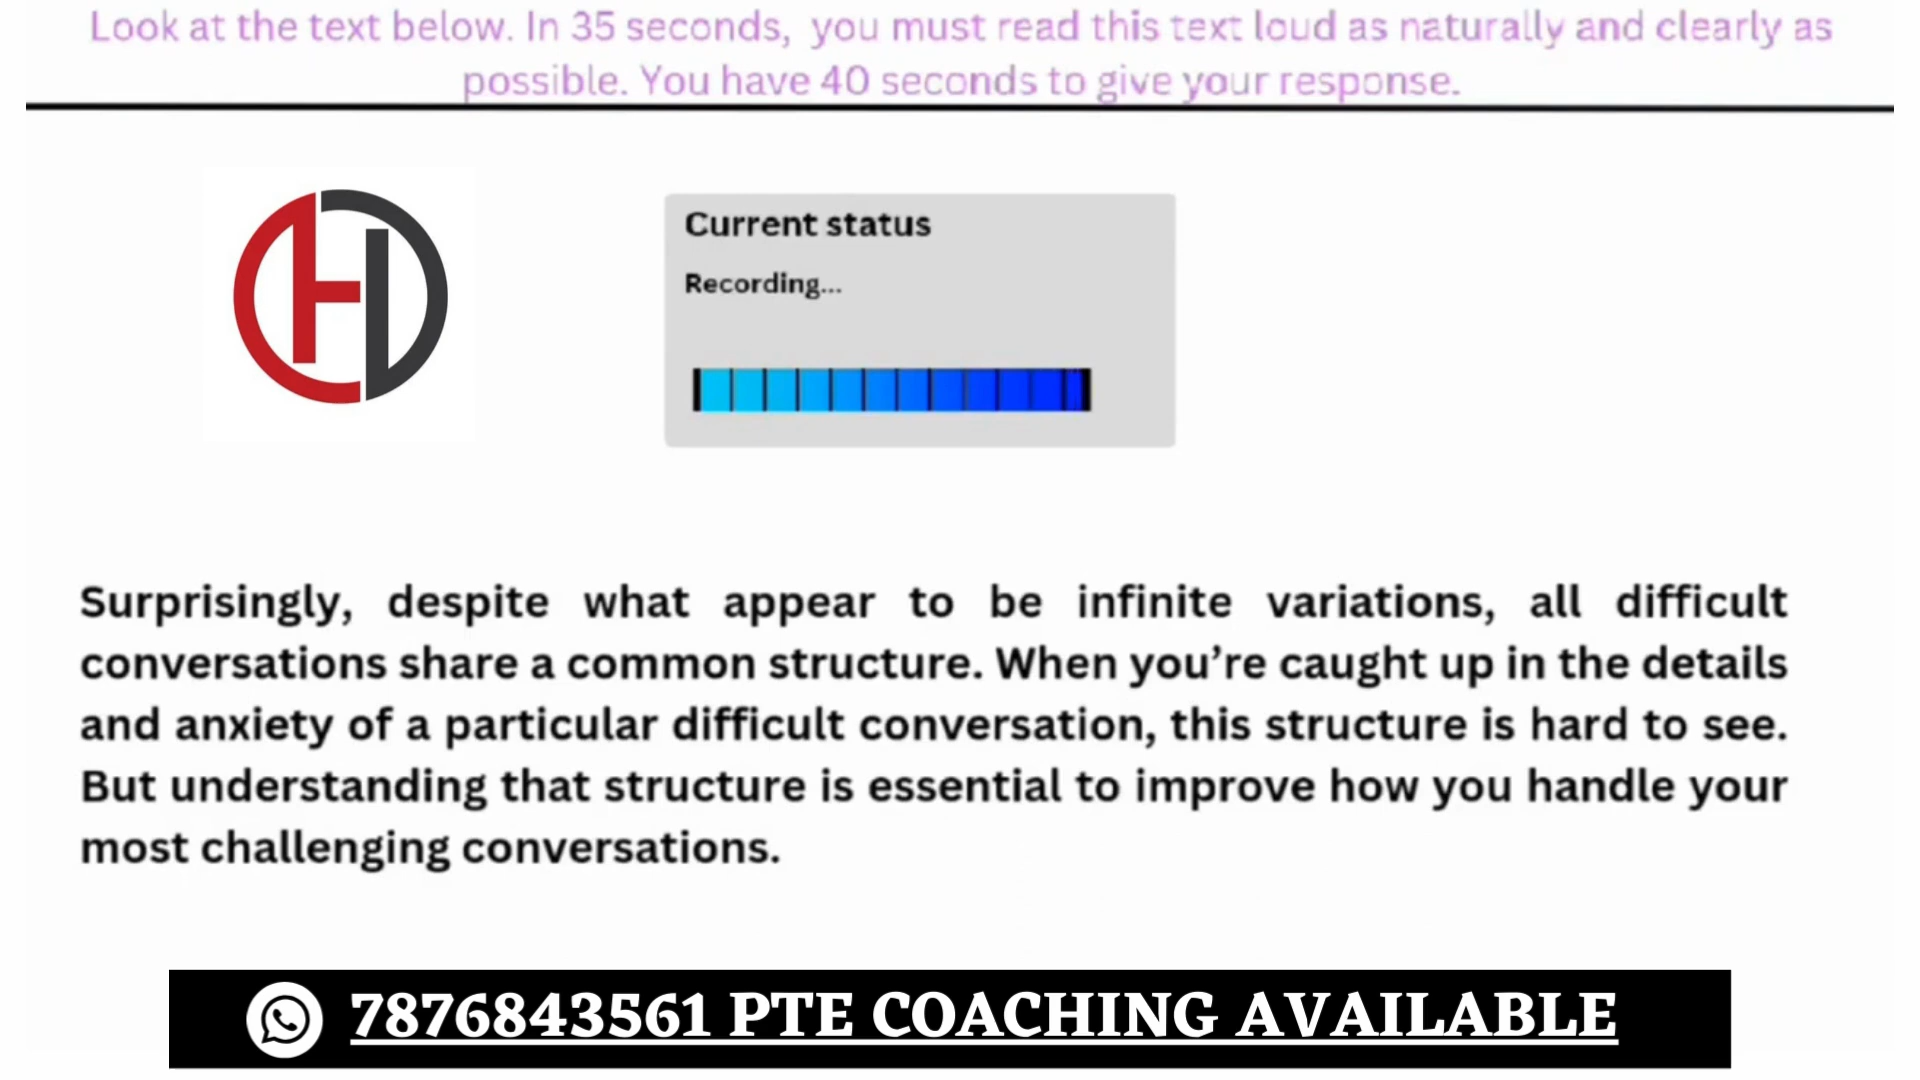 Look at the text below. In 35 seconds, you must read this text loud as naturally and clearly as
possible. You have 40 seconds to give your response.
Current status
Recording...
Surprisingly, despite what appear to be infinite variations, all difficult
conversations share a common structure. When you’re caught up in the details
and anxiety of a particular difficult conversation, this structure is hard to see.
But understanding that structure is essential to improve how you handle your
most challenging conversations.
7876843561 PTE COACHING AVAILABLE